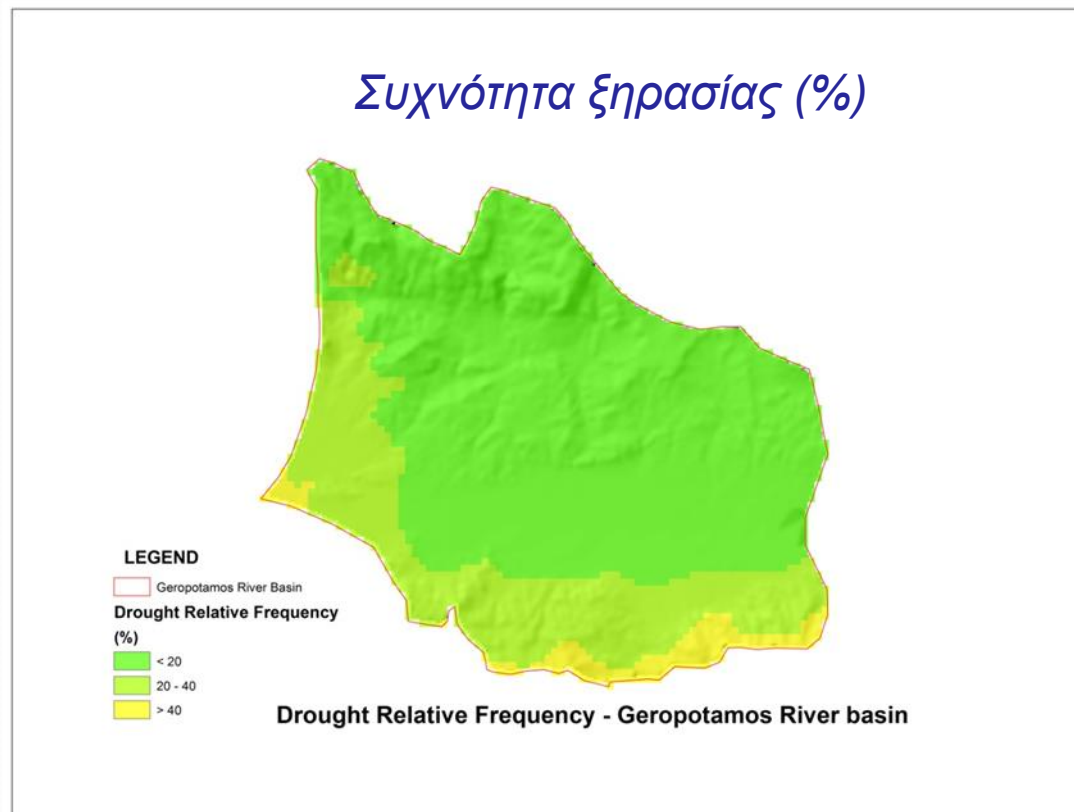 Συχνότητα ξηρασίας (%)
LEGEND
Geropotamos River Basin
Drought Relative Frequency
(%)
< 20
20 - 40
> 40
Drought Relative Frequency - Geropotamos River basin